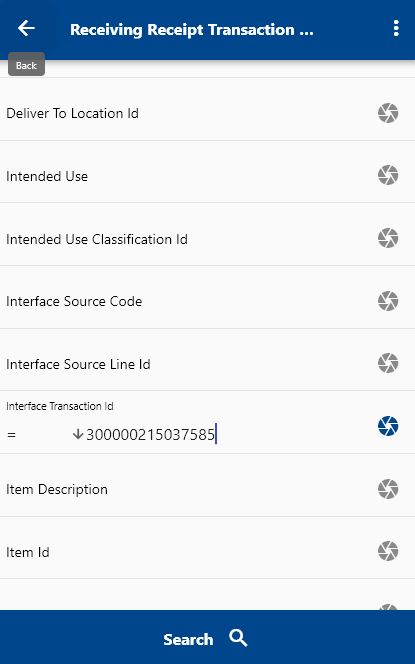 Receiving Receipt Transaction ...
Back
Deliver To Location Id
Intended Use
Intended Use Classification Id
Interface Source Code
Interface Source Line Id
Interface Transaction Id
= 300000215037585
Item Description
Item Id
Search